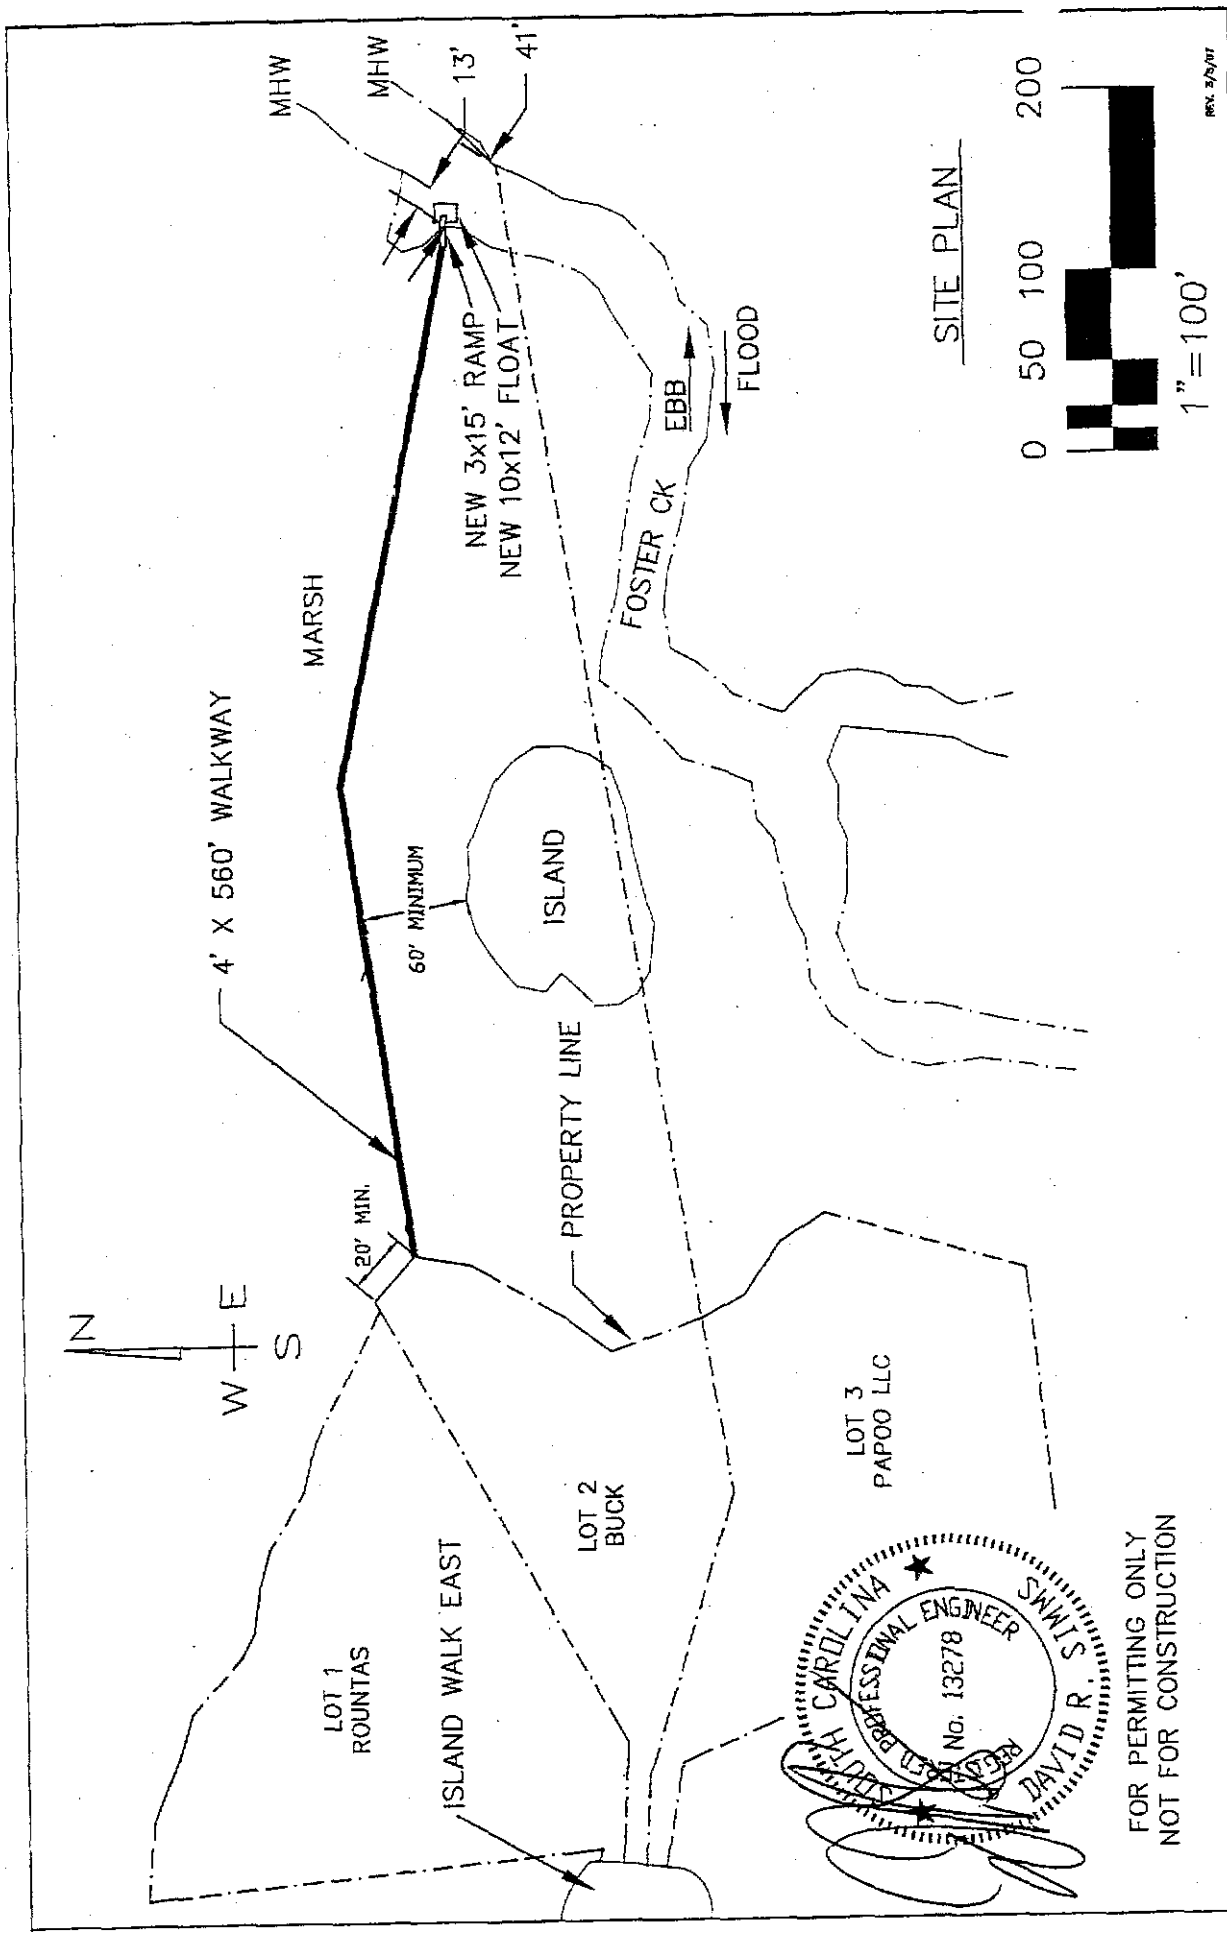 MHW
MHW
13'
41'
4' X 560' WALKWAY
MARSH
NEW 3x15' RAMP
NEW 10x12' FLOAT
20' MIN.
60' MINIMUM
ISLAND
PROPERTY LINE
N
W E
S
FOSTER CK
EBB
FLOOD
LOT 1
ROUNTAS
ISLAND WALK EAST
LOT 2
BUCK
LOT 3
PAPOO LLC
SOUTH CAROLINA
REGISTERED PROFESSIONAL ENGINEER
No. 13278
DAVID R. SIMMS
FOR PERMITTING ONLY
NOT FOR CONSTRUCTION
SITE PLAN
0 50 100 200
1"=100'
REV. 3/5/07